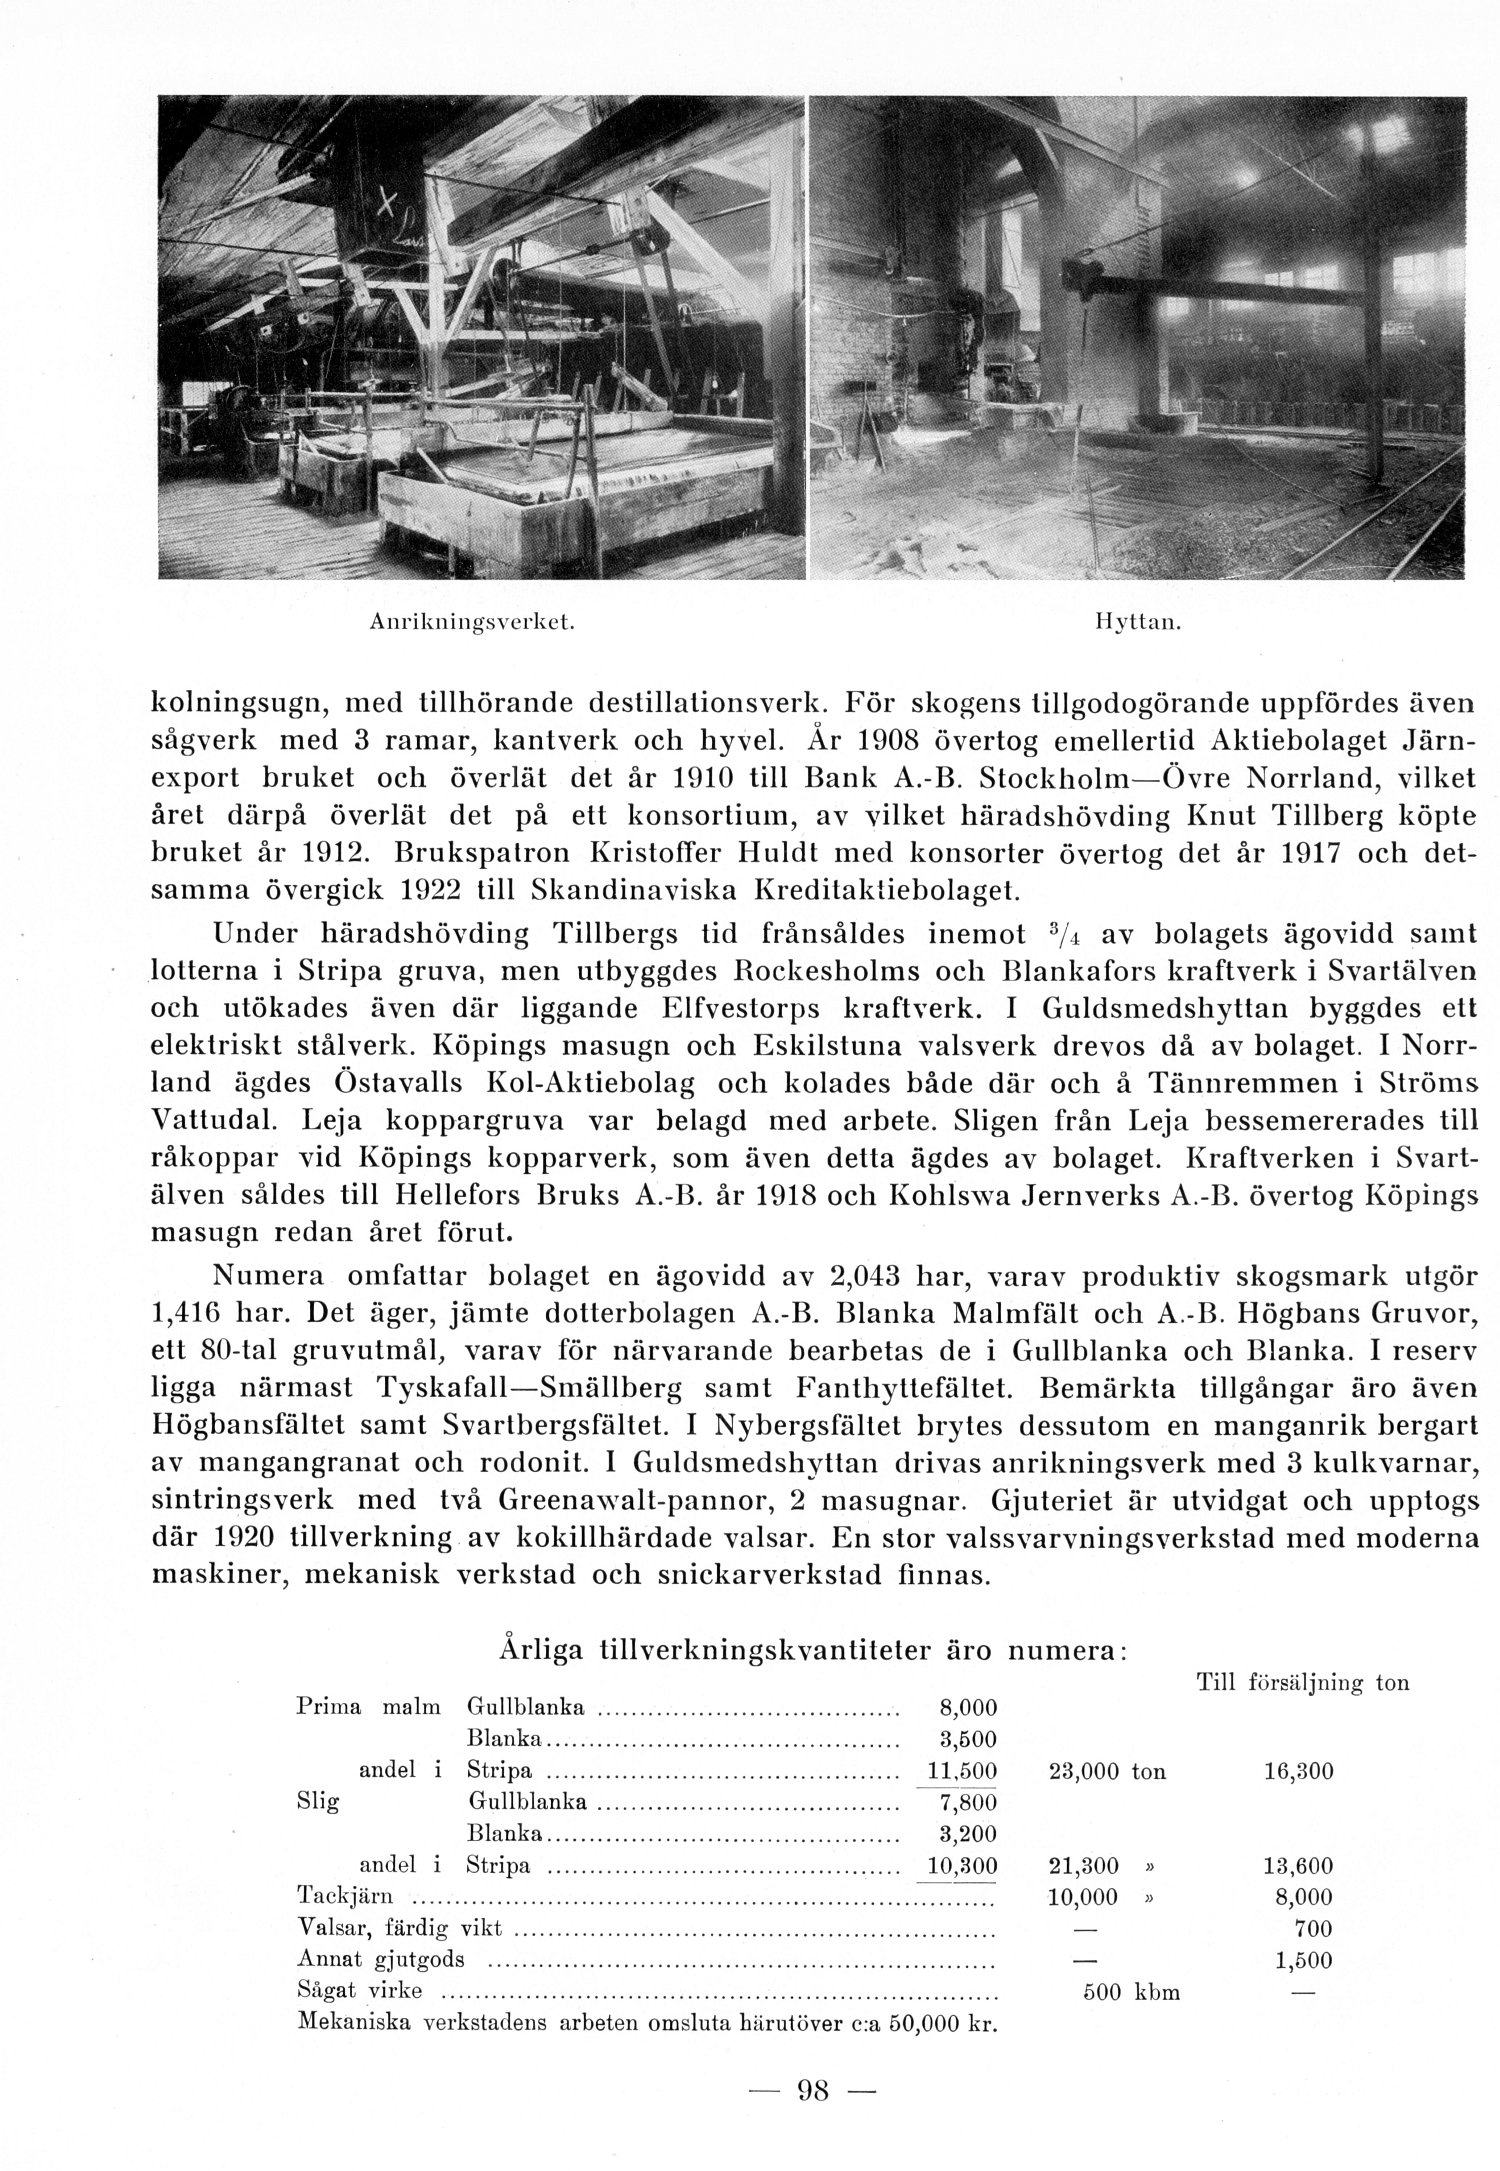 X
Lars
Anrikningsverket.
Hyttan.
kolningsugn, med tillhörande destillationsverk. För skogens tillgodogörande uppfördes även
sågverk med 3 ramar, kantverk och hyvel. År 1908 övertog emellertid Aktiebolaget Järn-
export bruket och överlät det år 1910 till Bank A.-B. Stockholm—Övre Norrland, vilket
året därpå överlät det på ett konsortium, av vilket häradshövding Knut Tillberg köpte
bruket år 1912. Brukspatron Kristoffer Huldt med konsorter övertog det år 1917 och det-
samma övergick 1922 till Skandinaviska Kreditaktiebolaget.
Under häradshövding Tillbergs tid frånsåldes inemot 3/4 av bolagets ägovidd samt
lotterna i Stripa gruva, men utbyggdes Rockesholms och Blankafors kraftverk i Svartälven
och utökades även där liggande Elfvestorps kraftverk. I Guldsmedshyttan byggdes ett
elektriskt stålverk. Köpings masugn och Eskilstuna valsverk drevos då av bolaget. I Norr-
land ägdes Östavalls Kol-Aktiebolag och kolades både där och å Tännremmen i Ströms
Vattudal. Leja koppargruva var belagd med arbete. Sligen från Leja bessemererades till
råkoppar vid Köpings kopparverk, som även detta ägdes av bolaget. Kraftverken i Svart-
älven såldes till Hellefors Bruks A.-B. år 1918 och Kohlswa Jernverks A.-B. övertog Köpings
masugn redan året förut.
Numera omfattar bolaget en ägovidd av 2,043 har, varav produktiv skogsmark utgör
1,416 har. Det äger, jämte dotterbolagen A.-B. Blanka Malmfält och A.-B. Högbans Gruvor,
ett 80-tal gruvutmål, varav för närvarande bearbetas de i Gullblanka och Blanka. I reserv
ligga närmast Tyskafall—Smällberg samt Fanthyttefältet. Bemärkta tillgångar äro även
Högbansfältet samt Svartbergsfältet. I Nybergsfältet brytes dessutom en manganrik bergart
av mangangranat och rodonit. I Guldsmedshyttan drivas anrikningsverk med 3 kulkvarnar,
sintringsverk med två Greenawalt-pannor, 2 masugnar. Gjuteriet är utvidgat och upptogs
där 1920 tillverkning av kokillhärdade valsar. En stor valssvarvningsverkstad med moderna
maskiner, mekanisk verkstad och snickarverkstad finnas.
Årliga tillverkningskvantiteter äro numera:
Till försäljning ton
Prima malm Gullblanka .................................... 8,000
Blanka.......................................... 3,500
andel i Stripa .......................................... 11,500 23,000 ton 16,300
Slig Gullblanka .................................... 7,800
Blanka.......................................... 3,200
andel i Stripa .......................................... 10,300 21,300 » 13,600
Tackjärn ...................................................................... 10,000 » 8,000
Valsar, färdig vikt .......................................................... — 700
Annat gjutgods ............................................................. — 1,500
Sågat virke .................................................................. 500 kbm —
Mekaniska verkstadens arbeten omsluta härutöver c:a 50,000 kr.
— 98 —